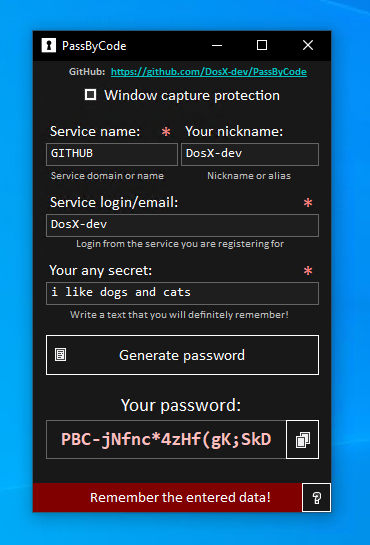 PassByCode
GitHub: https://github.com/DosX-dev/PassByCode
Window capture protection
Service name: * Your nickname:
GITHUB DosX-dev
Service domain or name Nickname or alias
Service login/email: *
DosX-dev
Login from the service you are registering for
Your any secret: *
i like dogs and cats
Write a text that you will definitely remember!
Generate password
Your password:
PBC-jNfnc*4zHf(gK;SkD
Remember the entered data! ?